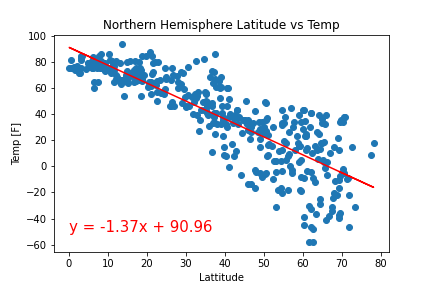 Northern Hemisphere Latitude vs Temp
100
80
60
40
20
0
−20
−40
−60
Temp [F]
y = -1.37x + 90.96
0 10 20 30 40 50 60 70 80
Lattitude